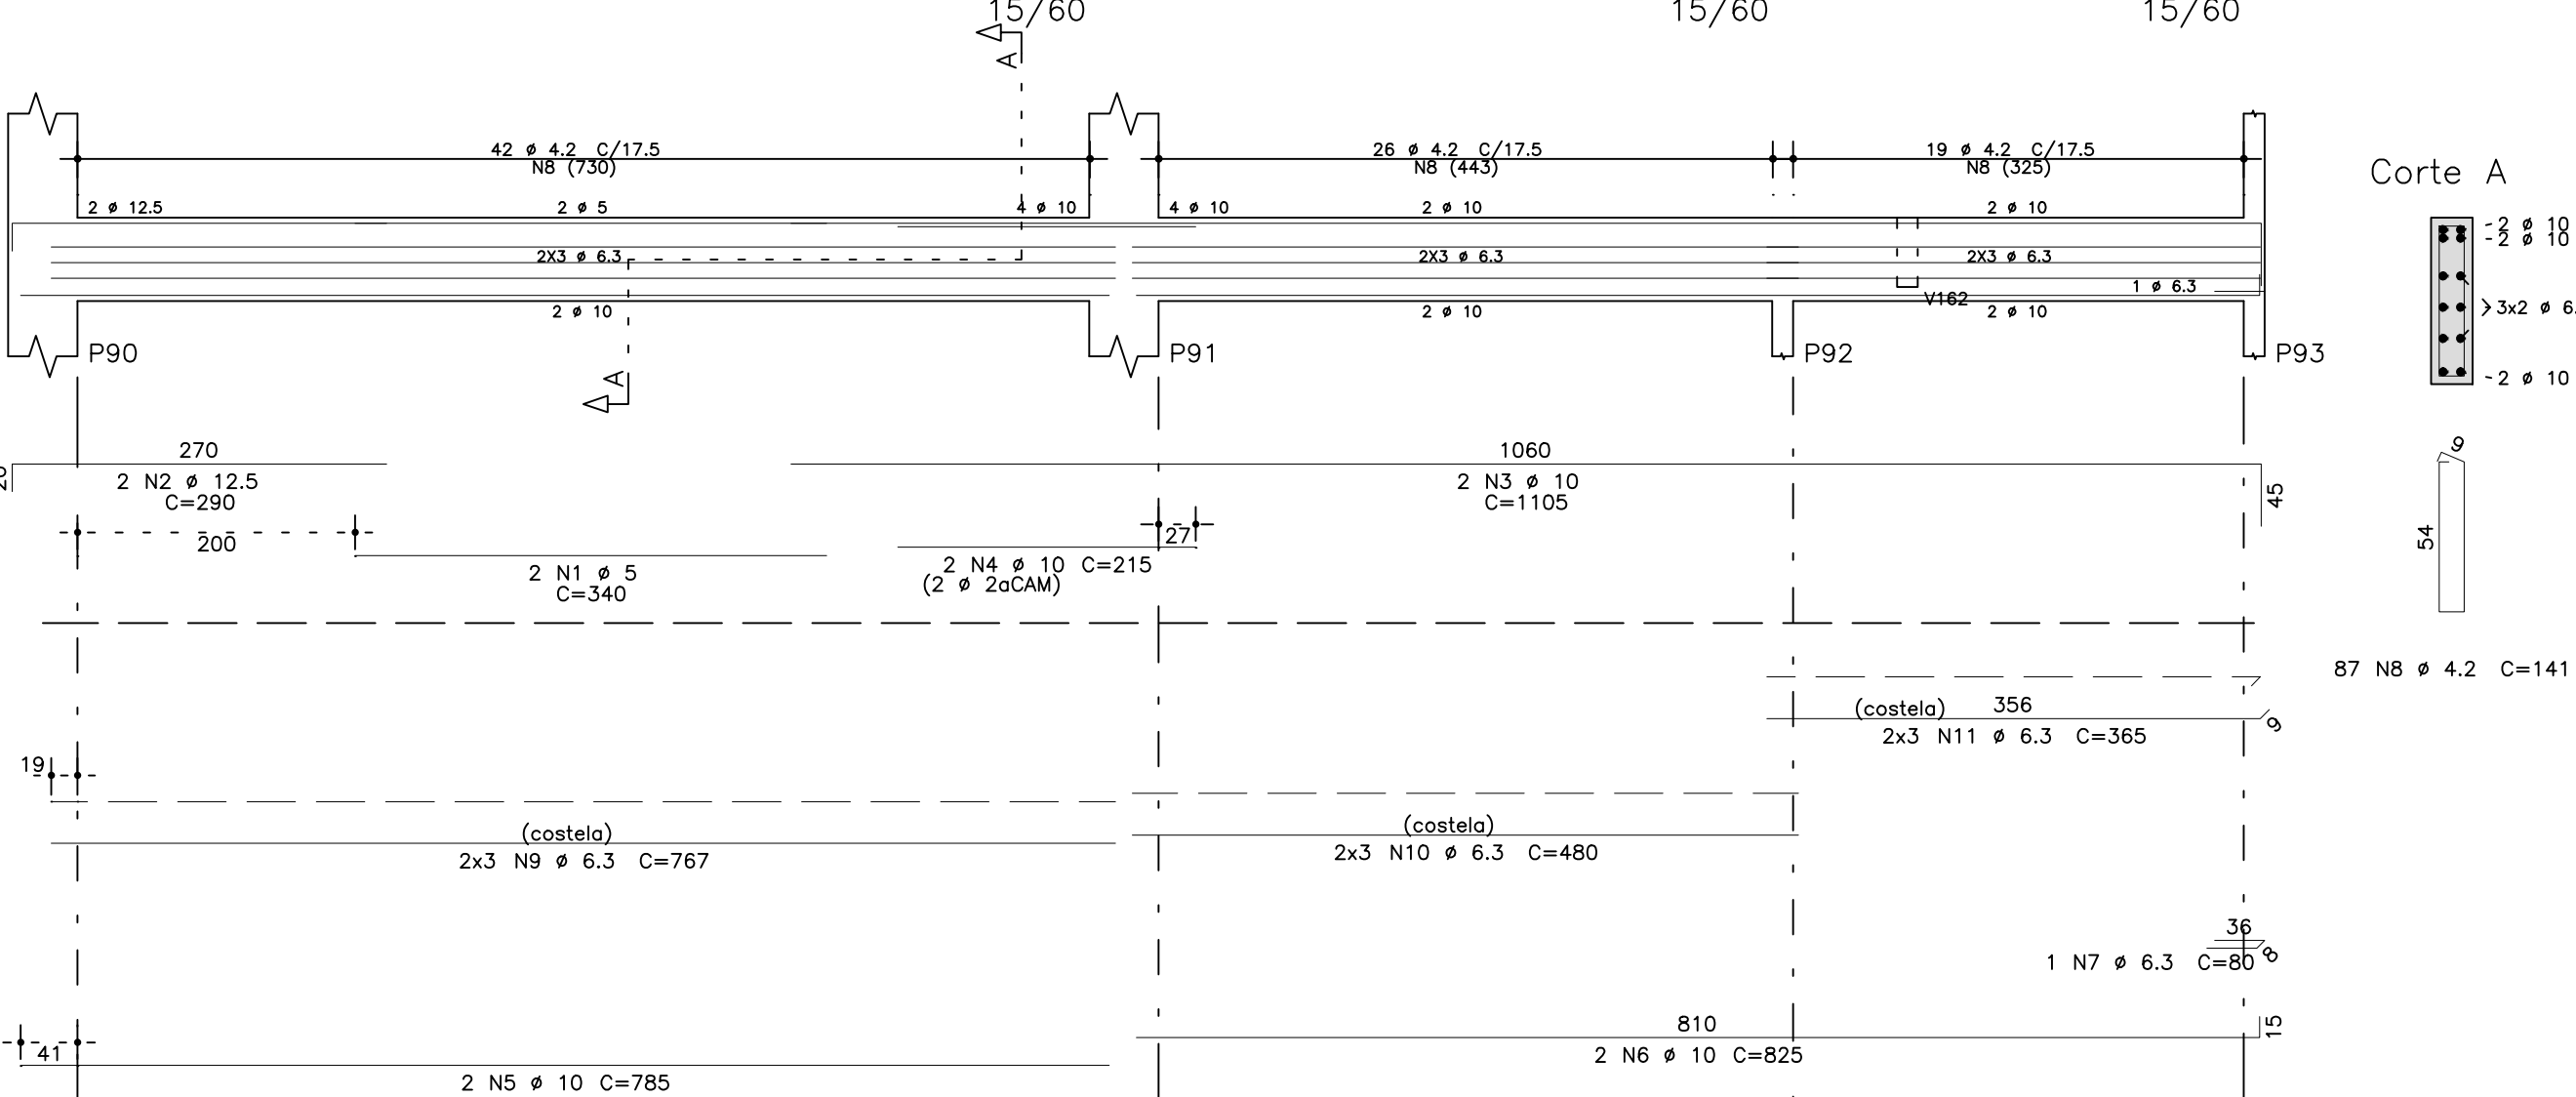 15/60 15/60 15/60
A
42 ø 4.2 C/17.5 26 ø 4.2 C/17.5 19 ø 4.2 C/17.5
N8 (730) N8 (443) N8 (325)
Corte A
2 ø 12.5 2 ø 5 4 ø 10 4 ø 10 2 ø 10 2 ø 10
-2 ø 10
-2 ø 10
2X3 ø 6.3 2X3 ø 6.3 2X3 ø 6.3
1 ø 6.3
V162
3x2 ø 6.
2 ø 10 2 ø 10 2 ø 10
P90 P91 P92 P93
A
-2 ø 10
270 1060
2 N2 ø 12.5 2 N3 ø 10
C=290 C=1105
45
9
54
200 27
2 N1 ø 5 2 N4 ø 10 C=215
C=340 (2 ø 2aCAM)
87 N8 ø 4.2 C=141
(costela) 356
9
2x3 N11 ø 6.3 C=365
19
(costela) (costela)
2x3 N9 ø 6.3 C=767 2x3 N10 ø 6.3 C=480
36
8
1 N7 ø 6.3 C=80
41 810 15
2 N5 ø 10 C=785 2 N6 ø 10 C=825